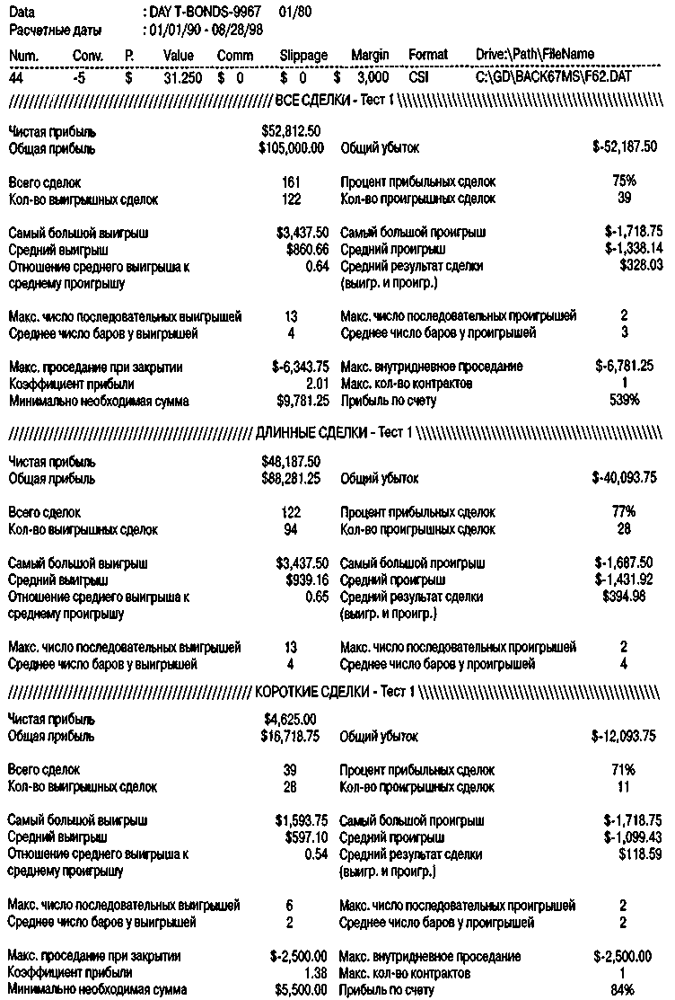 Data : DAY T-BONDS-9967 01/80
Расчетные даты : 01/01/90 - 08/28/98
Num. Conv. P. Value Comm Slippage Margin Format Drive:\Path\FileName
44 -5 $ 31.250 $ 0 $ 0 $ 3,000 CSI C:\GD\BACK67MS\F62.DAT
ВСЕ СДЕЛКИ - Тест 1
Чистая прибыль $52,812.50
Общая прибыль $105,000.00 Общий убыток $-52,187.50
Всего сделок 161 Процент прибыльных сделок 75%
Кол-во выигрышных сделок 122 Кол-во проигрышных сделок 39
Самый большой выигрыш $3,437.50 Самый большой проигрыш $-1,718.75
Средний выигрыш $860.66 Средний проигрыш $-1,338.14
Отношение среднего выигрыша к 0.64 Средний результат сделки $328.03
среднему проигрышу (выигр. и проигр.)
Макс. число последовательных выигрышей 13 Макс. число последовательных проигрышей 2
Среднее число баров у выигрышей 4 Среднее число баров у проигрышей 3
Макс. проседание при закрытии $-6,343.75 Макс. внутридневное проседание $-6,781.25
Коэффициент прибыли 2.01 Макс. кол-во контрактов 1
Минимально необходимая сумма $9,781.25 Прибыль по счету 539%
ДЛИННЫЕ СДЕЛКИ - Тест 1
Чистая прибыль $48,187.50
Общая прибыль $88,281.25 Общий убыток $-40,093.75
Всего сделок 122 Процент прибыльных сделок 77%
Кол-во выигрышных сделок 94 Кол-во проигрышных сделок 28
Самый большой выигрыш $3,437.50 Самый большой проигрыш $-1,687.50
Средний выигрыш $939.16 Средний проигрыш $-1,431.92
Отношение среднего выигрыша к 0.65 Средний результат сделки $394.98
среднему проигрышу (выигр. и проигр.)
Макс. число последовательных выигрышей 13 Макс. число последовательных проигрышей 2
Среднее число баров у выигрышей 4 Среднее число баров у проигрышей 4
КОРОТКИЕ СДЕЛКИ - Тест 1
Чистая прибыль $4,625.00
Общая прибыль $16,718.75 Общий убыток $-12,093.75
Всего сделок 39 Процент прибыльных сделок 71%
Кол-во выигрышных сделок 28 Кол-во проигрышных сделок 11
Самый большой выигрыш $1,593.75 Самый большой проигрыш $-1,718.75
Средний выигрыш $597.10 Средний проигрыш $-1,099.43
Отношение среднего выигрыша к 0.54 Средний результат сделки $118.59
среднему проигрышу (выигр. и проигр.)
Макс. число последовательных выигрышей 6 Макс. число последовательных проигрышей 2
Среднее число баров у выигрышей 2 Среднее число баров у проигрышей 2
Макс. проседание при закрытии $-2,500.00 Макс. внутридневное проседание $-2,500.00
Коэффициент прибыли 1.38 Макс. кол-во контрактов 1
Минимально необходимая сумма $5,500.00 Прибыль по счету 84%